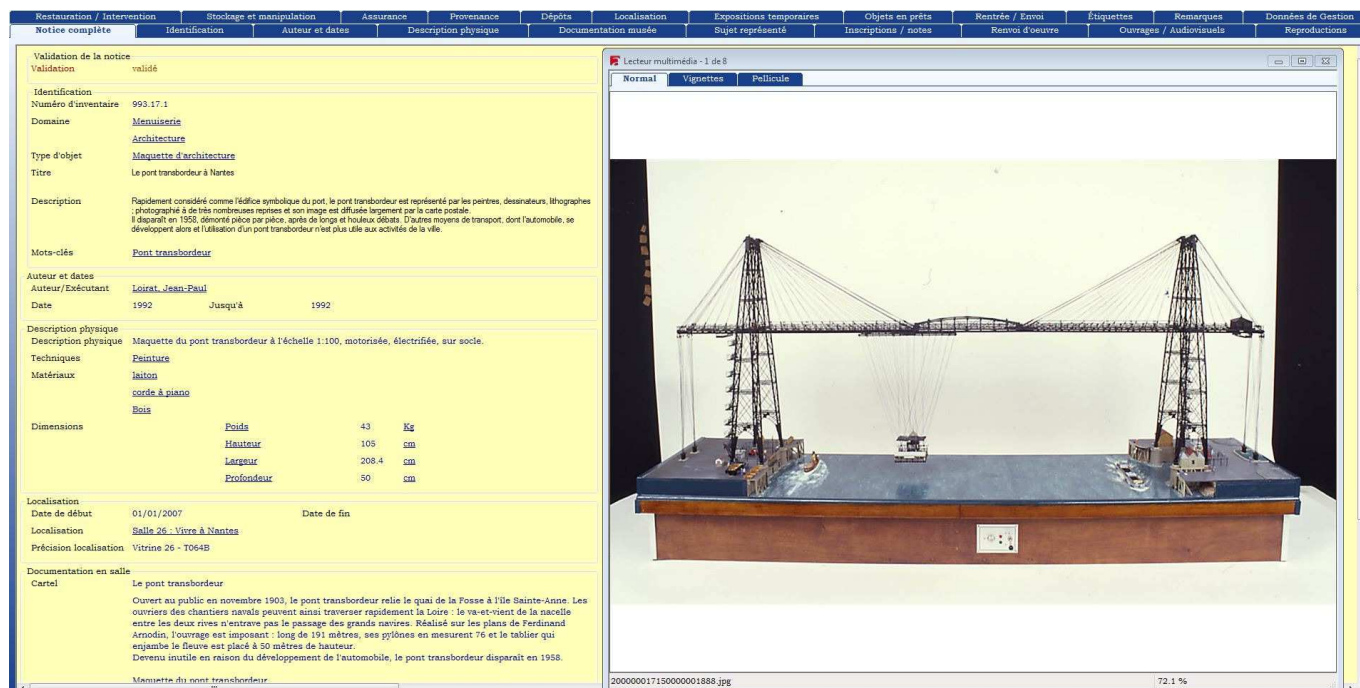 Restauration / Intervention Stockage et manipulation Assurance Provenance Dépôts Localisation Expositions temporaires Objets en prêts Rentrée / Envoi Étiquettes Remarques Données de Gestion
Notice complète Identification Auteur et dates Description physique Documentation musée Sujet représenté Inscriptions / notes Renvoi d'oeuvre Ouvrages / Audiovisuels Reproductions
Validation de la notice
Validation validé
Identification
Numéro d'inventaire 993.17.1
Domaine Menuiserie
Architecture
Type d'objet Maquette d'architecture
Titre Le pont transbordeur à Nantes
Description Rapidement considéré comme l'édifice symbolique du port, le pont transbordeur est représenté par les peintres, dessinateurs, lithographes
; photographié à de très nombreuses reprises et son image est diffusée largement par la carte postale.
Il disparaît en 1958, démonté pièce par pièce, après de longs et houleux débats. D'autres moyens de transport, dont l'automobile, se
développent alors et l'utilisation d'un pont transbordeur n'est plus utile aux activités de la ville.
Mots-clés Pont transbordeur
Auteur et dates
Auteur/Exécutant Loirat, Jean-Paul
Date 1992 Jusqu'à 1992
Description physique
Description physique Maquette du pont transbordeur à l'échelle 1:100, motorisée, électrifiée, sur socle.
Techniques Peinture
Matériaux laiton
corde à piano
Bois
Dimensions Poids 43 Kg
Hauteur 105 cm
Largeur 208.4 cm
Profondeur 50 cm
Localisation
Date de début 01/01/2007 Date de fin
Localisation Salle 26 : Vivre à Nantes
Précision localisation Vitrine 26 - T064B
Documentation en salle
Cartel Le pont transbordeur
Ouvert au public en novembre 1903, le pont transbordeur relie le quai de la Fosse à l'île Sainte-Anne. Les
ouvriers des chantiers navals peuvent ainsi traverser rapidement la Loire : le va-et-vient de la nacelle
entre les deux rives n'entrave pas le passage des grands navires. Réalisé sur les plans de Ferdinand
Arnodin, l'ouvrage est imposant : long de 191 mètres, ses pylônes en mesurent 76 et le tablier qui
enjambe le fleuve est placé à 50 mètres de hauteur.
Devenu inutile en raison du développement de l'automobile, le pont transbordeur disparaît en 1958.
Maquette du pont transbordeur
Lecteur multimédia - 1 de 8
Normal Vignettes Pellicule
200000017150000001888.jpg 72.1 %